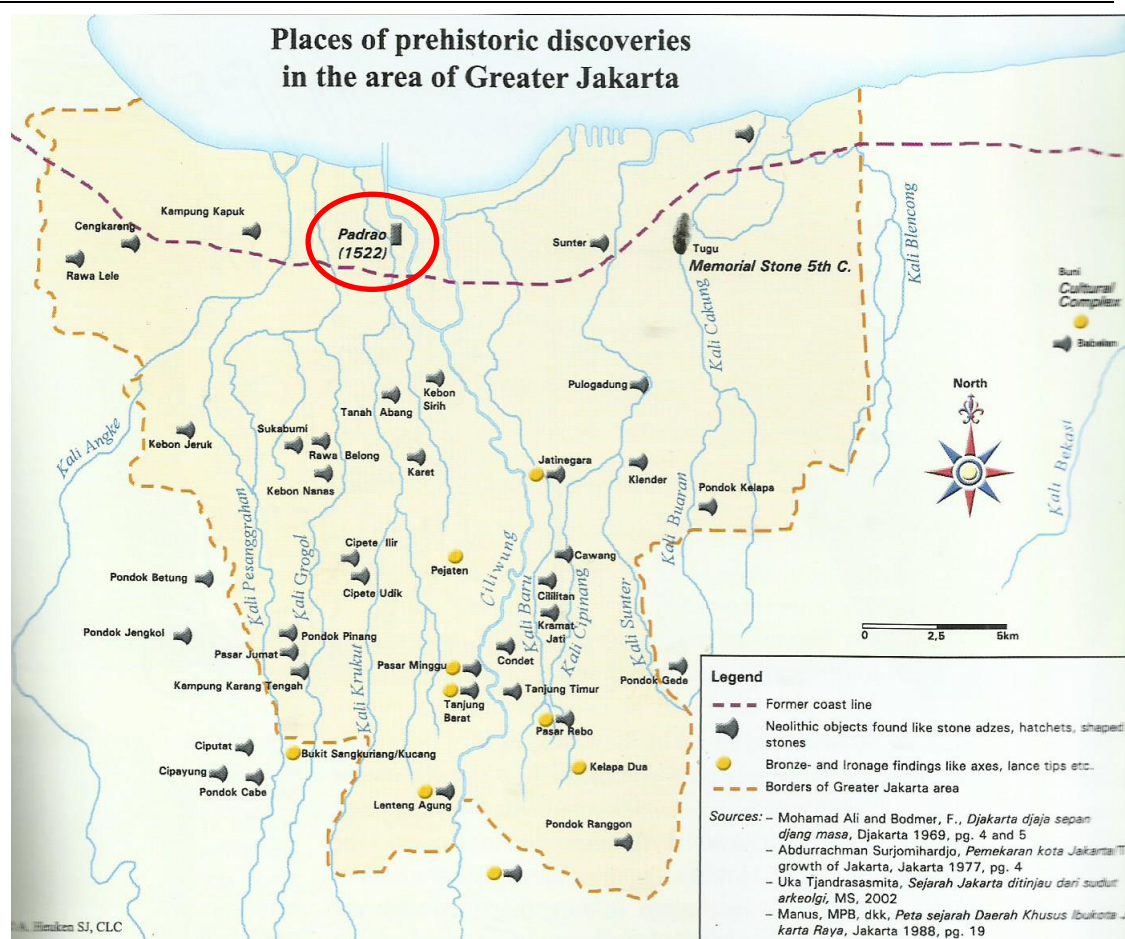 Places of prehistoric discoveries
in the area of Greater Jakarta
Kampung Kapuk
Cengkareng
Rawa Lele
Padrao
(1522)
Sunter
Tugu
Memorial Stone 5th C.
Kali Blencong
Buni
Cultural
Complex
Babelan
Kali Cakung
North
Kali Angke
Kebon Jeruk
Sukabumi
Rawa Belong
Kebon Nanas
Tanah Abang
Kebon
Sirih
Karet
Pulogadung
Jatinegara
Klender
Pondok Kelapa
Kali Buaran
Kali Bekasi
Kali Pesanggrahan
Kali Grogol
Cipete Ilir
Cipete Udik
Pejaten
Ciliwung
Kali Baru
Cawang
Cililitan
Kramat-
Jati
Kali Cipinang
Kali Sunter
Pondok Betung
Pondok Jengkol
Pondok Pinang
Pasar Jumat
Kampung Karang Tengah
Kali Krukut
Pasar Minggu
Condet
Tanjung
Barat
Tanjung Timur
Pasar Rebo
Pondok Gede
0 2,5 5km
Ciputat
Cipayung
Pondok Cabe
Bukit Sangkuriang/Kucang
Kelapa Dua
Lenteng Agung
Pondok Ranggon
Legend
Former coast line
Neolithic objects found like stone adzes, hatchets, shaped
stones
Bronze- and Ironage findings like axes, lance tips etc.
Borders of Greater Jakarta area
Sources: – Mohamad Ali and Bodmer, F., Djakarta djaja sepan
djang masa, Djakarta 1969, pg. 4 and 5
– Abdurrachman Surjomihardjo, Pemekaran kota Jakarta/T
growth of Jakarta, Jakarta 1977, pg. 4
– Uka Tjandrasasmita, Sejarah Jakarta ditinjau dari sudut
arkeolgi, MS, 2002
– Manus, MPB, dkk, Peta sejarah Daerah Khusus Ibukota J
karta Raya, Jakarta 1988, pg. 19
A. Heuken SJ, CLC